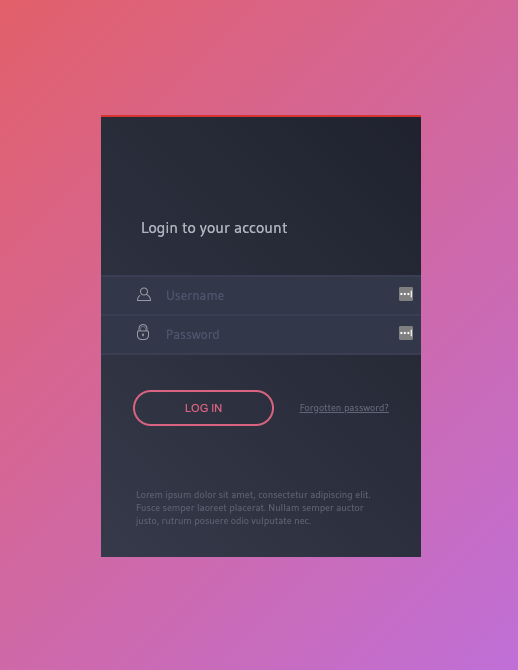 Login to your account
Username
Password
LOG IN
Forgotten password?
Lorem ipsum dolor sit amet, consectetur adipiscing elit.
Fusce semper laoreet placerat. Nullam semper auctor
justo, rutrum posuere odio vulputate nec.